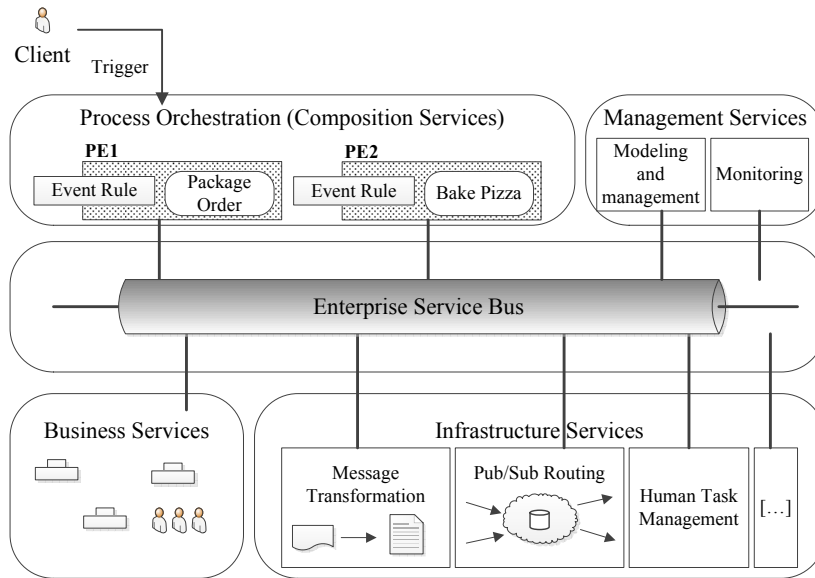 Client
Trigger
Process Orchestration (Composition Services)
Management Services
PE1
PE2
Event Rule
Package
Order
Event Rule
Bake Pizza
Modeling
and
management
Monitoring
Enterprise Service Bus
Business Services
Infrastructure Services
Message
Transformation
Pub/Sub Routing
Human Task
Management
[...]